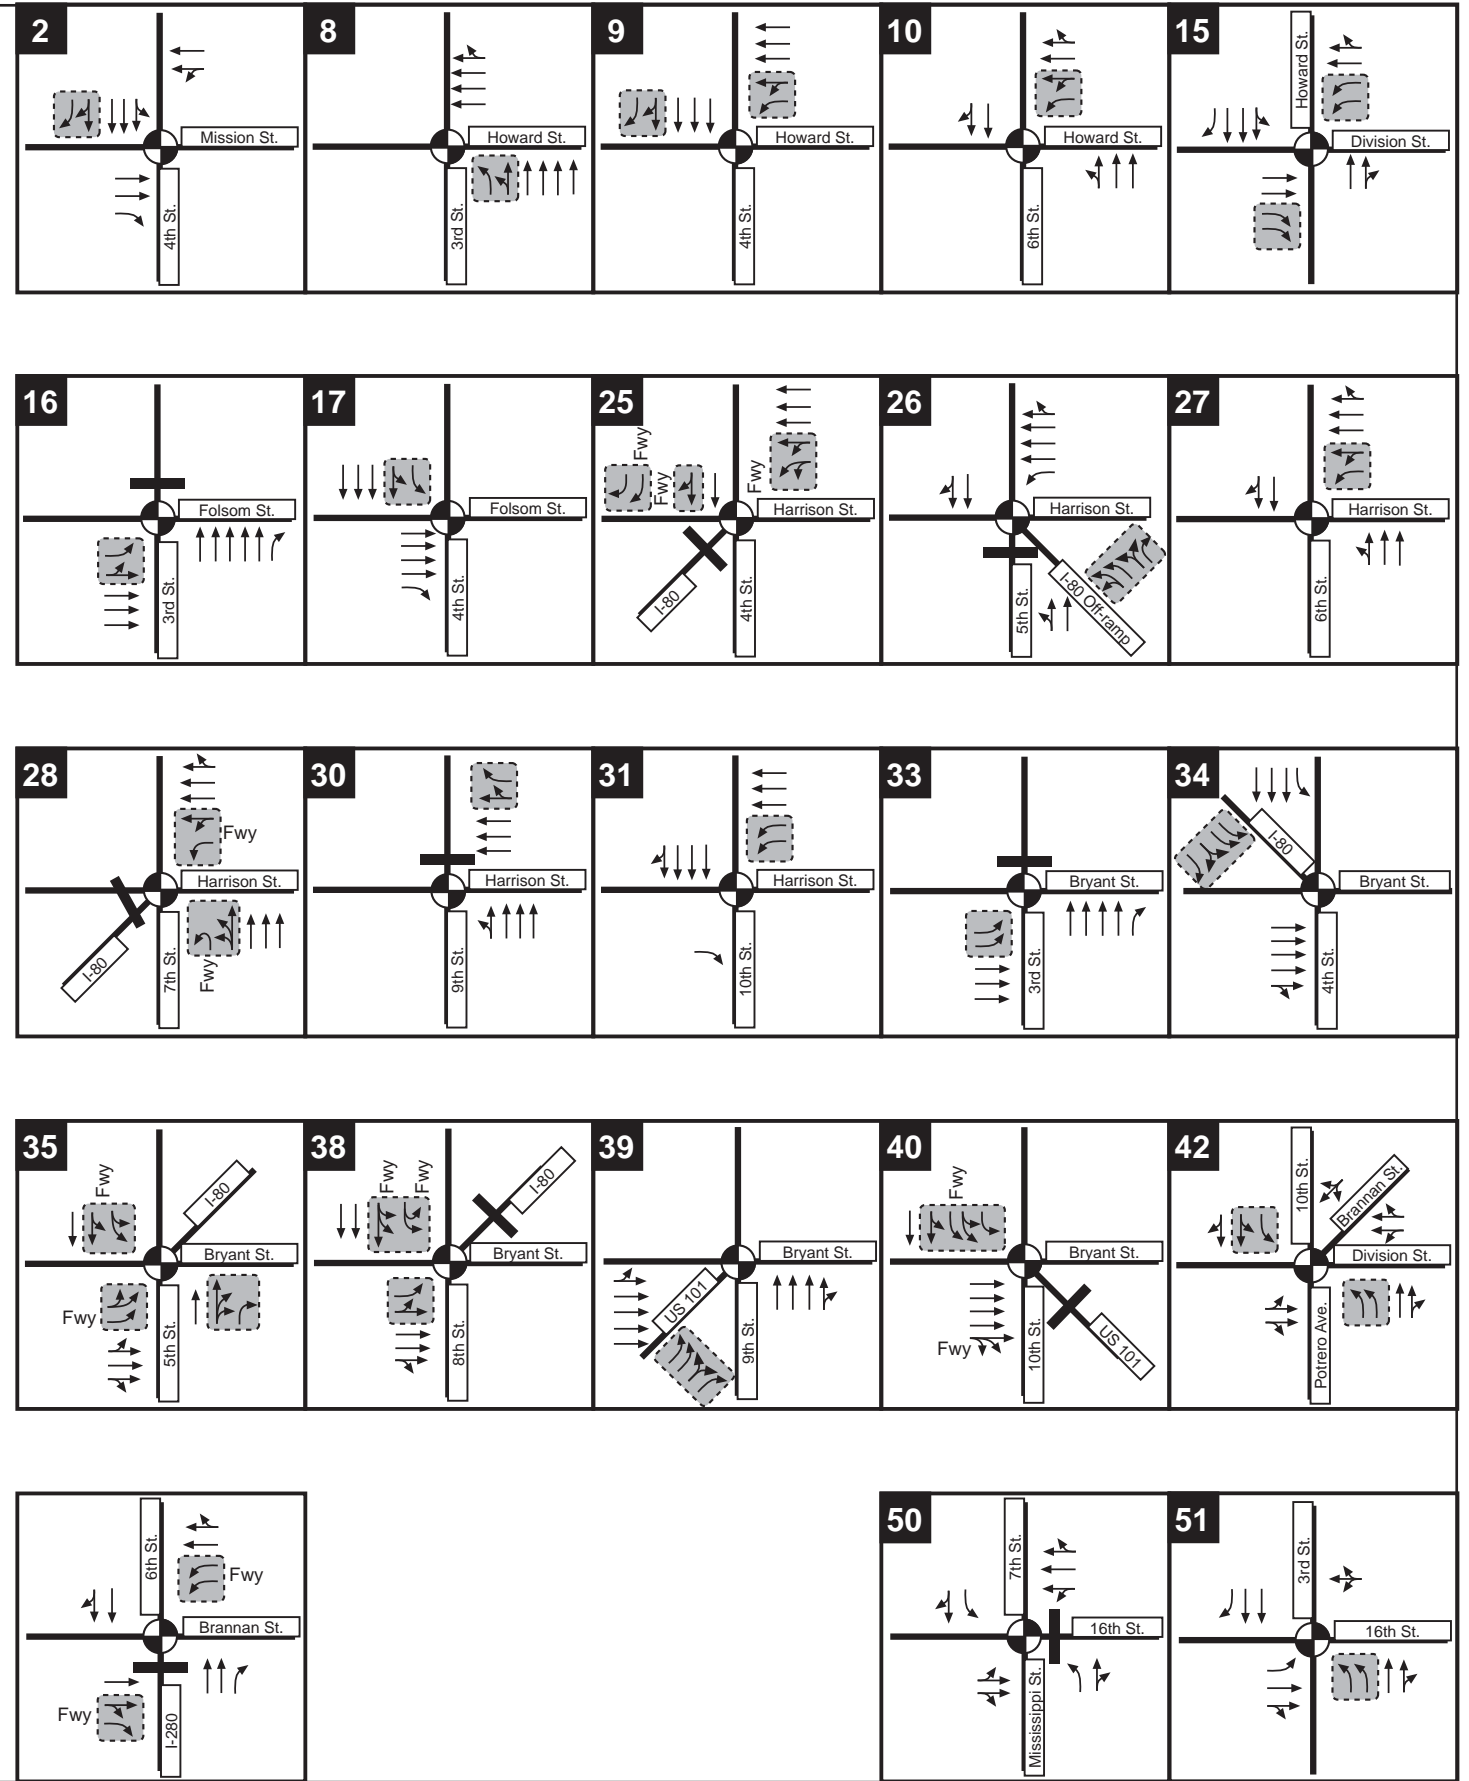 2
Mission St.
4th St.
8
Howard St.
3rd St.
9
Howard St.
4th St.
10
Howard St.
6th St.
15
Howard St.
Division St.
16
Folsom St.
3rd St.
17
Folsom St.
4th St.
25
Fwy
Fwy
Fwy
Harrison St.
I-80
4th St.
26
Harrison St.
5th St.
I-80 Off-ramp
27
Harrison St.
6th St.
28
Fwy
Harrison St.
I-80
7th St.
Fwy
30
Harrison St.
9th St.
31
Harrison St.
10th St.
33
Bryant St.
3rd St.
34
I-80
Bryant St.
4th St.
35
Fwy
I-80
Bryant St.
Fwy
5th St.
38
Fwy
Fwy
I-80
Bryant St.
8th St.
39
Bryant St.
US 101
9th St.
40
Fwy
Bryant St.
Fwy
10th St.
US 101
42
10th St.
Brannan St.
Division St.
Potrero Ave.
6th St.
Fwy
Brannan St.
Fwy
I-280
50
7th St.
16th St.
Mississippi St.
51
3rd St.
16th St.